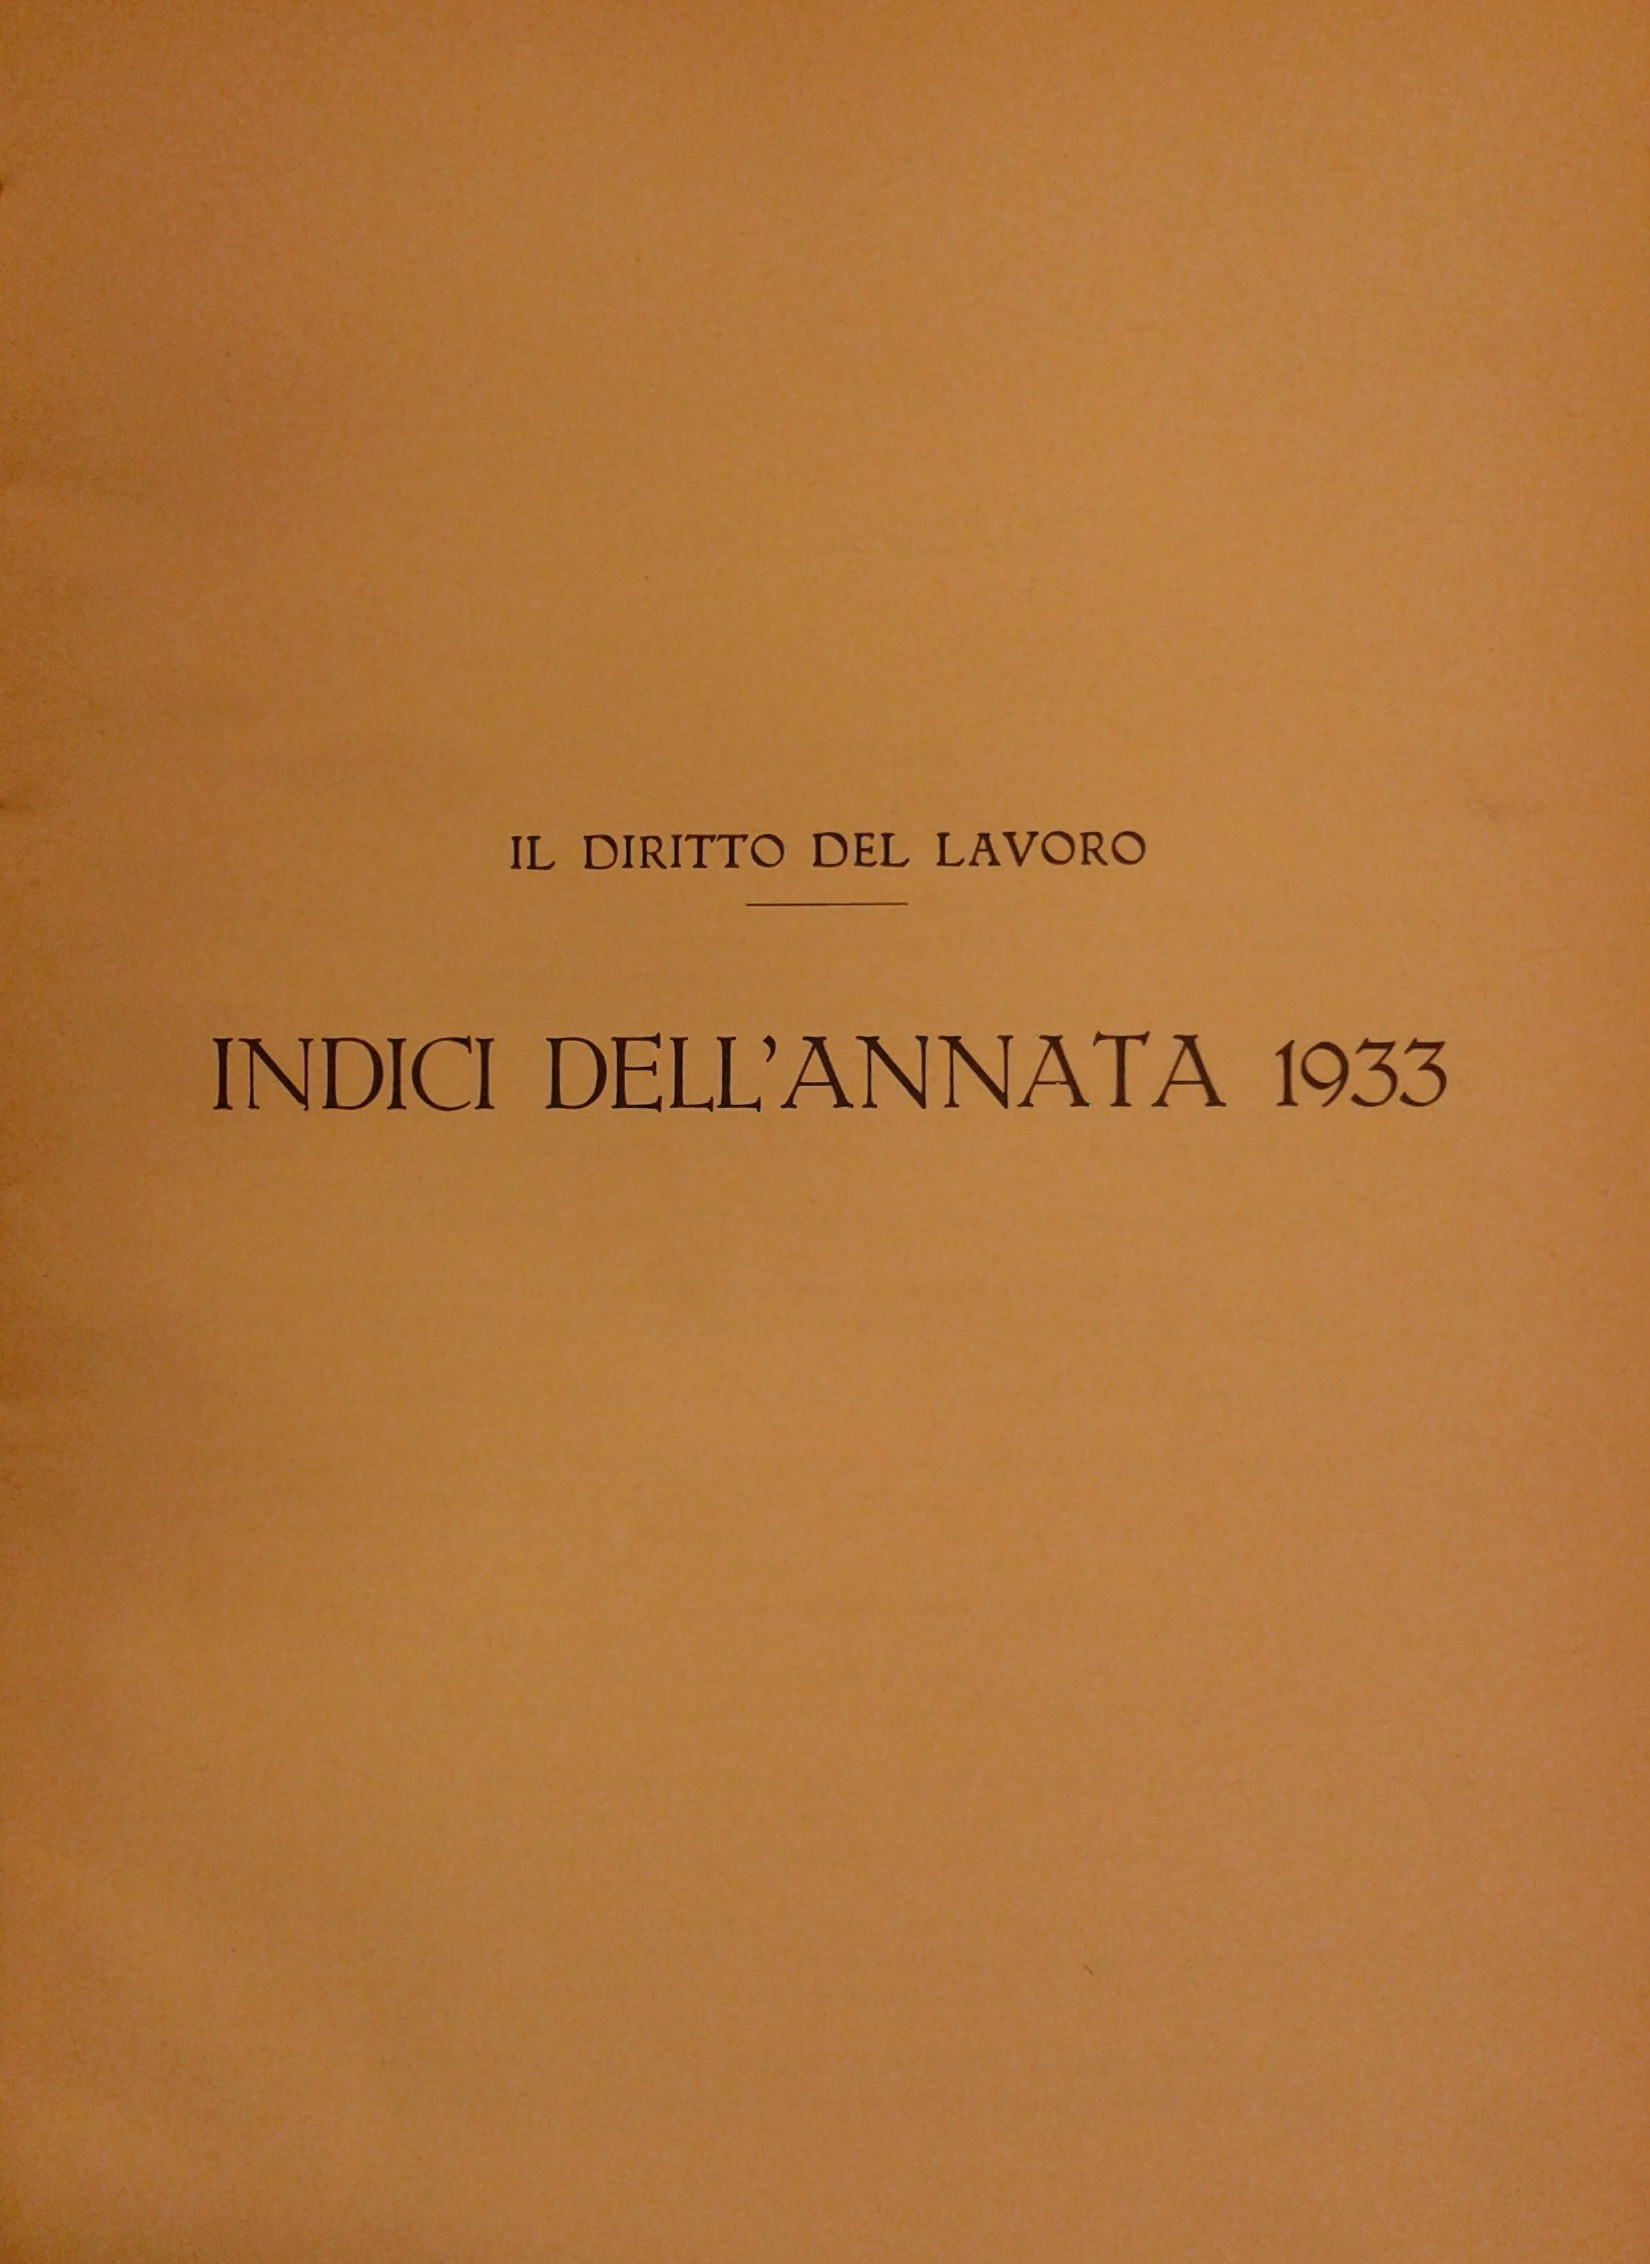 IL DIRITTO DEL LAVORO
INDICI DELL'ANNATA 1933